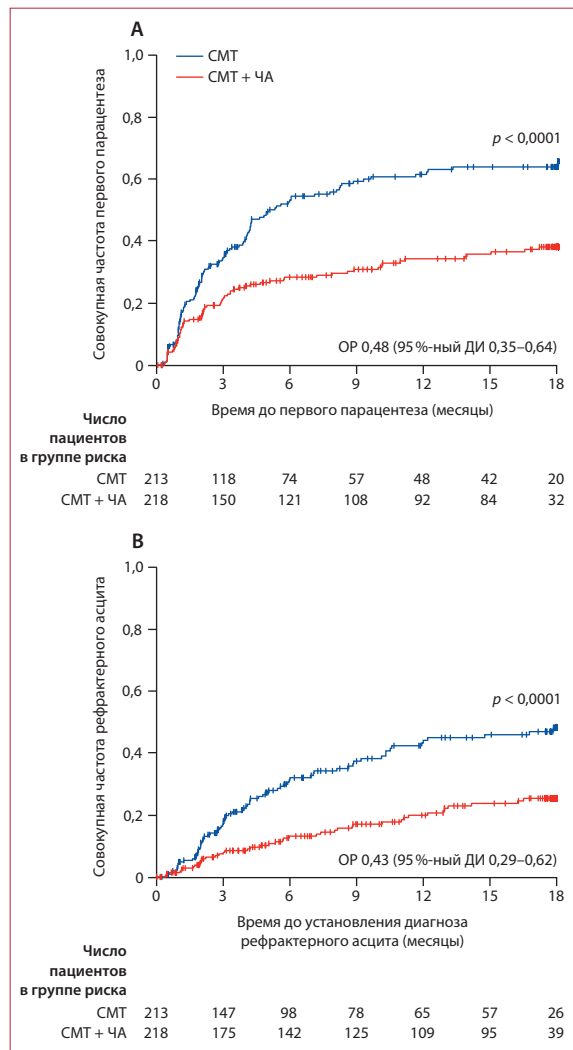 A
1,0
0,8
0,6
0,4
0,2
0
Совокупная частота первого парацентеза
СМТ
СМТ + ЧА
p < 0,0001
ОР 0,48 (95 %-ный ДИ 0,35–0,64)
0 3 6 9 12 15 18
Время до первого парацентеза (месяцы)
Число
пациентов
в группе риска
СМТ 213 118 74 57 48 42 20
СМТ + ЧА 218 150 121 108 92 84 32
B
1,0
0,8
0,6
0,4
0,2
0
Совокупная частота рефрактерного асцита
p < 0,0001
ОР 0,43 (95 %-ный ДИ 0,29–0,62)
0 3 6 9 12 15 18
Время до установления диагноза
рефрактерного асцита (месяцы)
Число
пациентов
в группе риска
СМТ 213 147 98 78 65 57 26
СМТ + ЧА 218 175 142 125 109 95 39